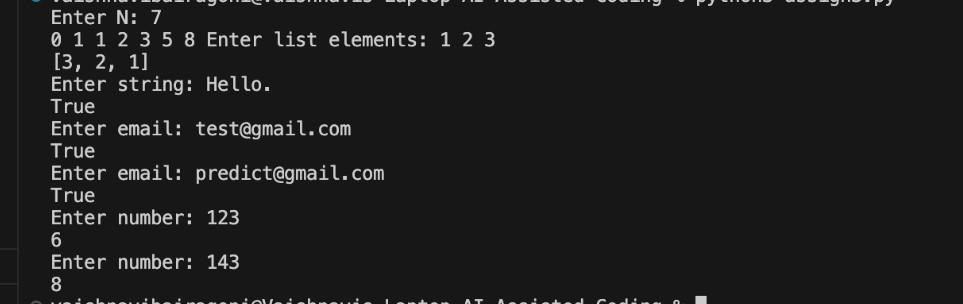 Enter N: 7
0 1 1 2 3 5 8 Enter list elements: 1 2 3
[3, 2, 1]
Enter string: Hello.
True
Enter email: test@gmail.com
True
Enter email: predict@gmail.com
True
Enter number: 123
6
Enter number: 143
8